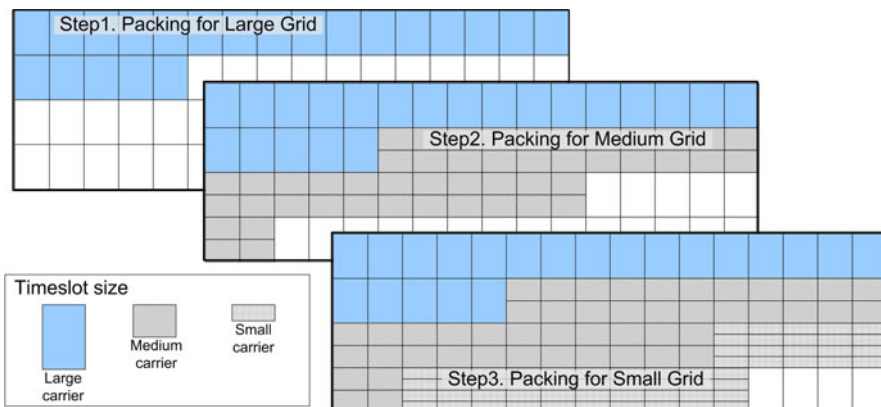 Step1. Packing for Large Grid
Step2. Packing for Medium Grid
Step3. Packing for Small Grid
Timeslot size
Large
carrier
Medium
carrier
Small
carrier